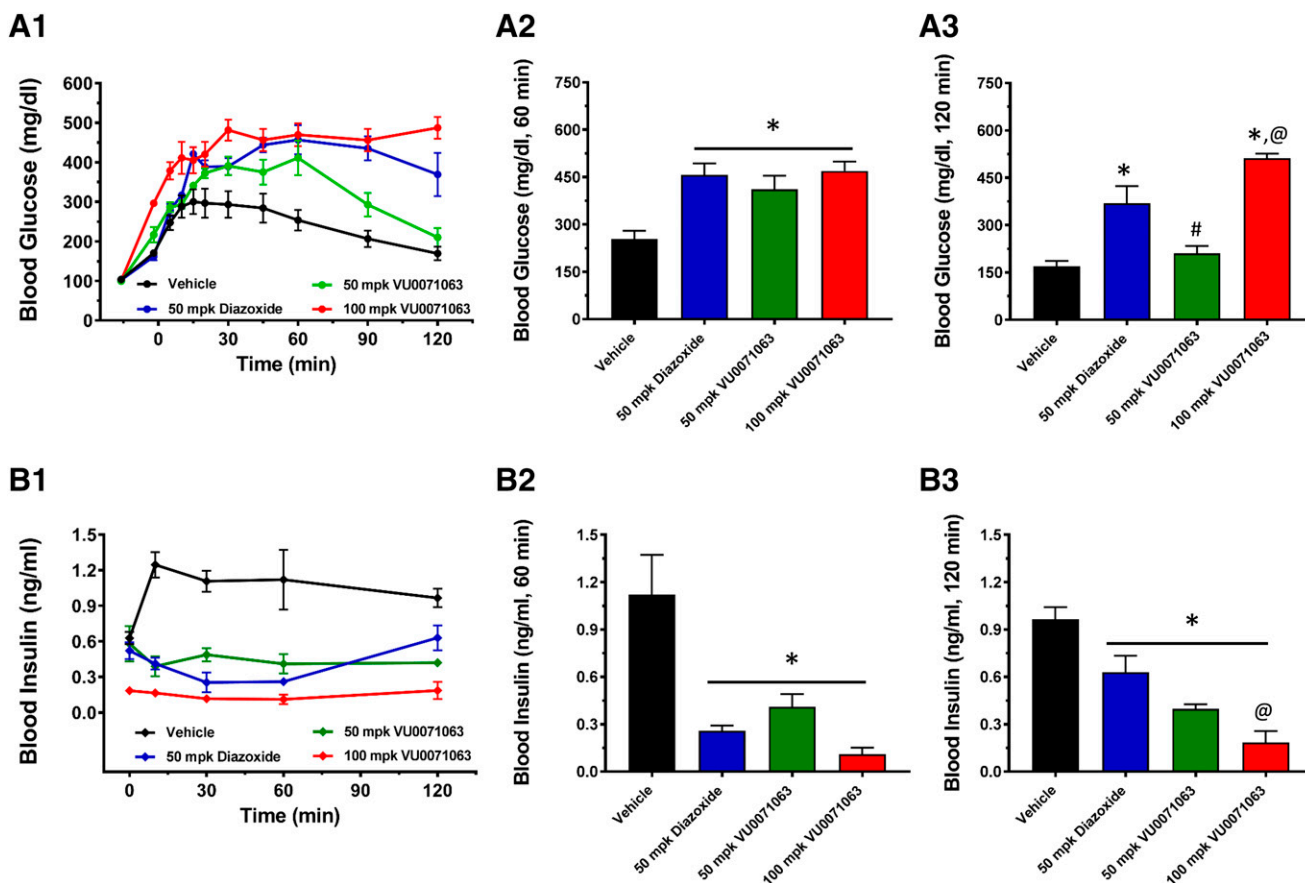 A1
Blood Glucose (mg/dl)
600
500
400
300
200
100
0
Vehicle
50 mpk VU0071063
50 mpk Diazoxide
100 mpk VU0071063
0 30 60 90 120
Time (min)
A2
Blood Glucose (mg/dl, 60 min)
750
600
450
300
150
0
*
Vehicle
50 mpk Diazoxide
50 mpk VU0071063
100 mpk VU0071063
A3
Blood Glucose (mg/dl, 120 min)
750
600
450
300
150
0
*
#
*,@
Vehicle
50 mpk Diazoxide
50 mpk VU0071063
100 mpk VU0071063
B1
Blood Insulin (ng/ml)
1.5
1.2
0.9
0.6
0.3
0.0
Vehicle
50 mpk VU0071063
50 mpk Diazoxide
100 mpk VU0071063
0 30 60 90 120
Time (min)
B2
Blood Insulin (ng/ml, 60 min)
1.5
1.2
0.9
0.6
0.3
0.0
*
Vehicle
50 mpk Diazoxide
50 mpk VU0071063
100 mpk VU0071063
B3
Blood Insulin (ng/ml, 120 min)
1.5
1.2
0.9
0.6
0.3
0.0
*
@
Vehicle
50 mpk Diazoxide
50 mpk VU0071063
100 mpk VU0071063